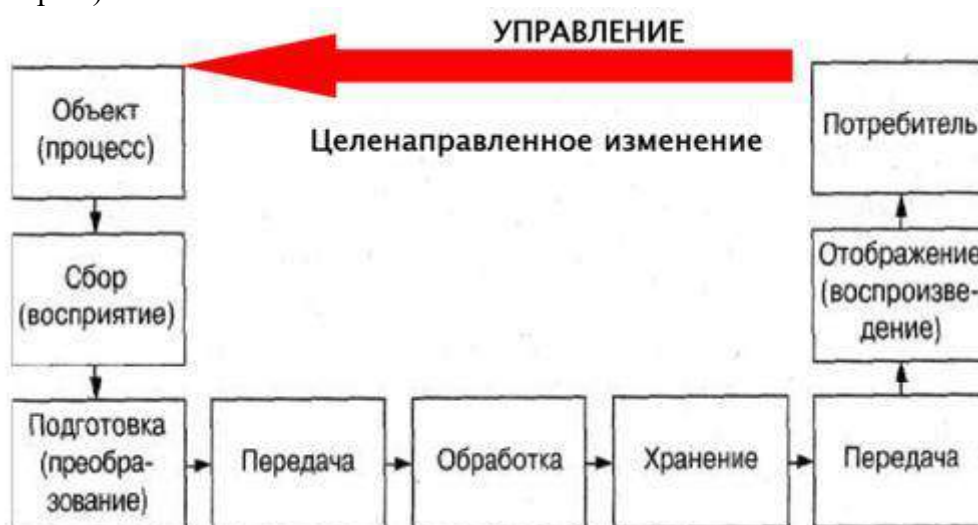 УПРАВЛЕНИЕ
Объект
(процесс)
Целенаправленное изменение
Потребитель
Сбор
(восприятие)
Отображение
(воспроизве-
дение)
Подготовка
(преобра-
зование)
Передача
Обработка
Хранение
Передача